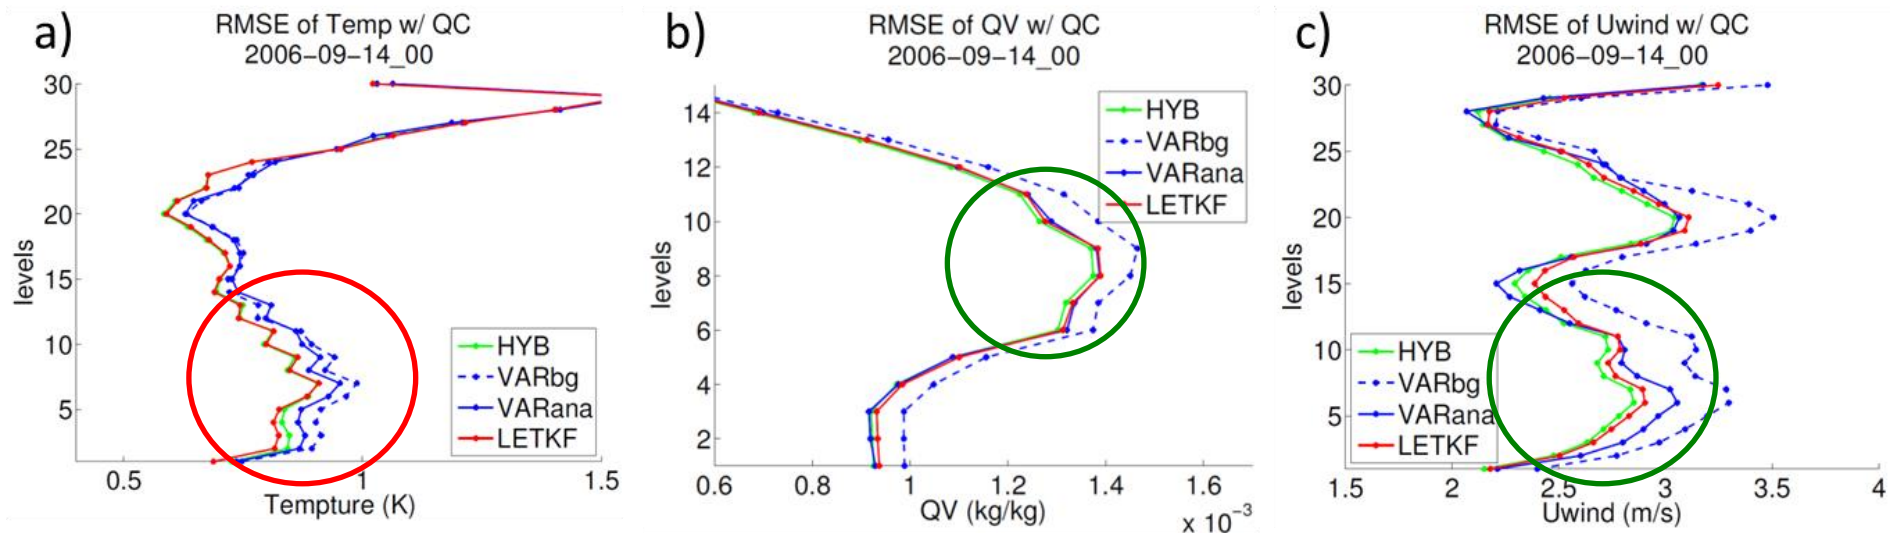 a)
RMSE of Temp w/ QC
2006-09-14_00
30
25
20
15
10
5
levels
HYB
VARbg
VARana
LETKF
0.5
1
1.5
Tempture (K)
b)
RMSE of QV w/ QC
2006-09-14_00
14
12
10
8
6
4
2
levels
HYB
VARbg
VARana
LETKF
0.6
0.8
1
1.2
1.4
1.6
QV (kg/kg)
x 10⁻³
c)
RMSE of Uwind w/ QC
2006-09-14_00
30
25
20
15
10
5
levels
HYB
VARbg
VARana
LETKF
1.5
2
2.5
3
3.5
4
Uwind (m/s)